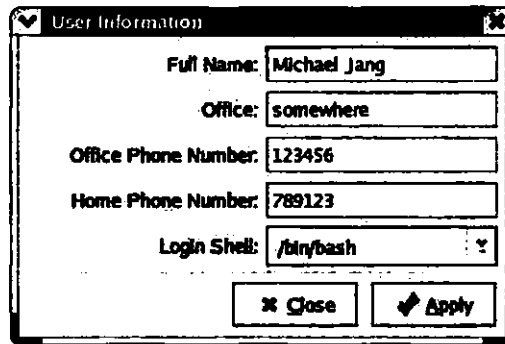 User Information
Full Name: Michael Jang
Office: somewhere
Office Phone Number: 123456
Home Phone Number: 789123
Login Shell: /bin/bash
Close Apply